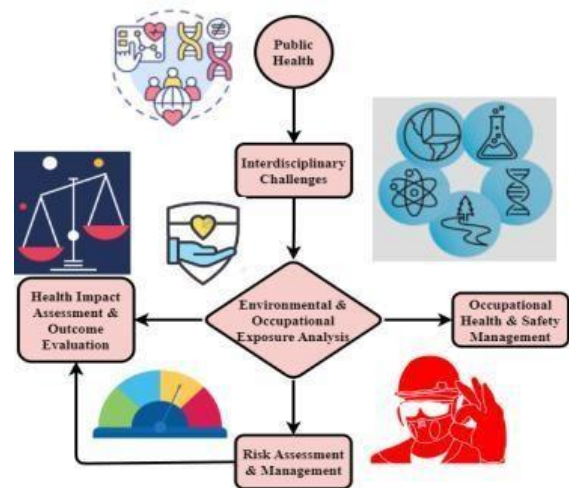 Public
Health
Interdisciplinary
Challenges
Health Impact
Assessment &
Outcome
Evaluation
Environmental &
Occupational
Exposure Analysis
Occupational
Health & Safety
Management
Risk Assessment
& Management